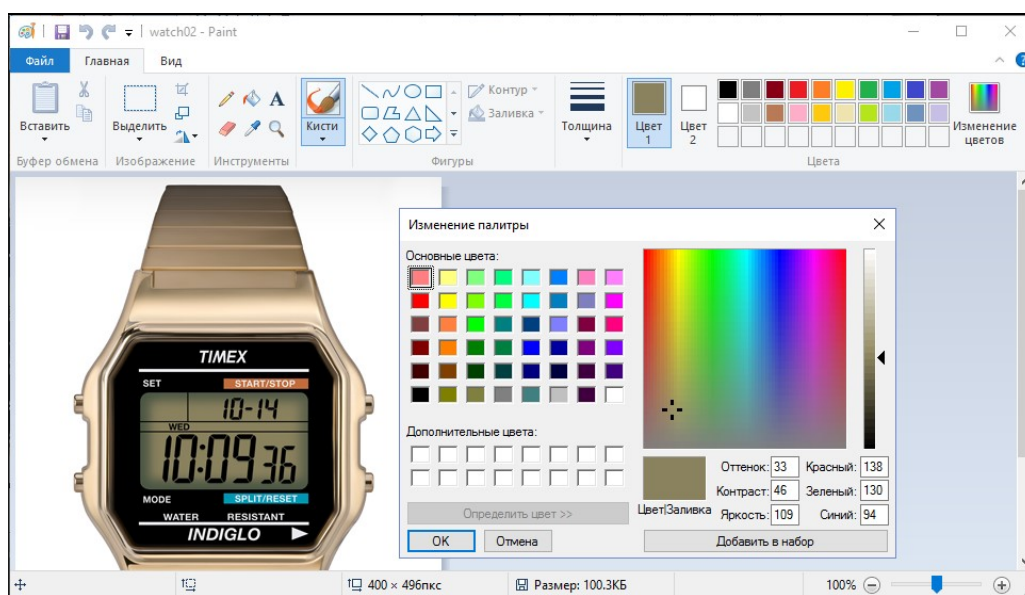 watch02 - Paint
Файл Главная Вид
Вставить
Выделить
Кисти
Контур
Заливка
Толщина
Цвет 1
Цвет 2
Изменение цветов
Буфер обмена Изображение Инструменты Фигуры Цвета
TIMEX
SET START/STOP
10-14
WED
10:09 36
MODE SPLIT/RESET
WATER RESISTANT
INDIGLO
Изменение палитры
Основные цвета:
Дополнительные цвета:
Определить цвет >>
OK Отмена
Цвет|Заливка
Оттенок: 33 Красный: 138
Контраст: 46 Зеленый: 130
Яркость: 109 Синий: 94
Добавить в набор
400 × 496пкс Размер: 100.3КБ 100%